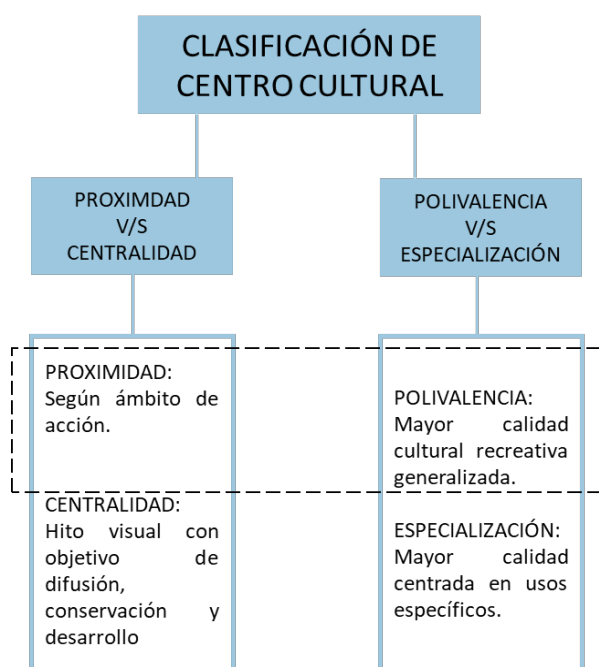 CLASIFICACIÓN DE
CENTRO CULTURAL
PROXIMDAD
V/S
CENTRALIDAD
POLIVALENCIA
V/S
ESPECIALIZACIÓN
PROXIMIDAD:
Según ámbito de
acción.
CENTRALIDAD:
Hito visual con
objetivo de
difusión,
conservación y
desarrollo
POLIVALENCIA:
Mayor calidad
cultural recreativa
generalizada.
ESPECIALIZACIÓN:
Mayor calidad
centrada en usos
específicos.